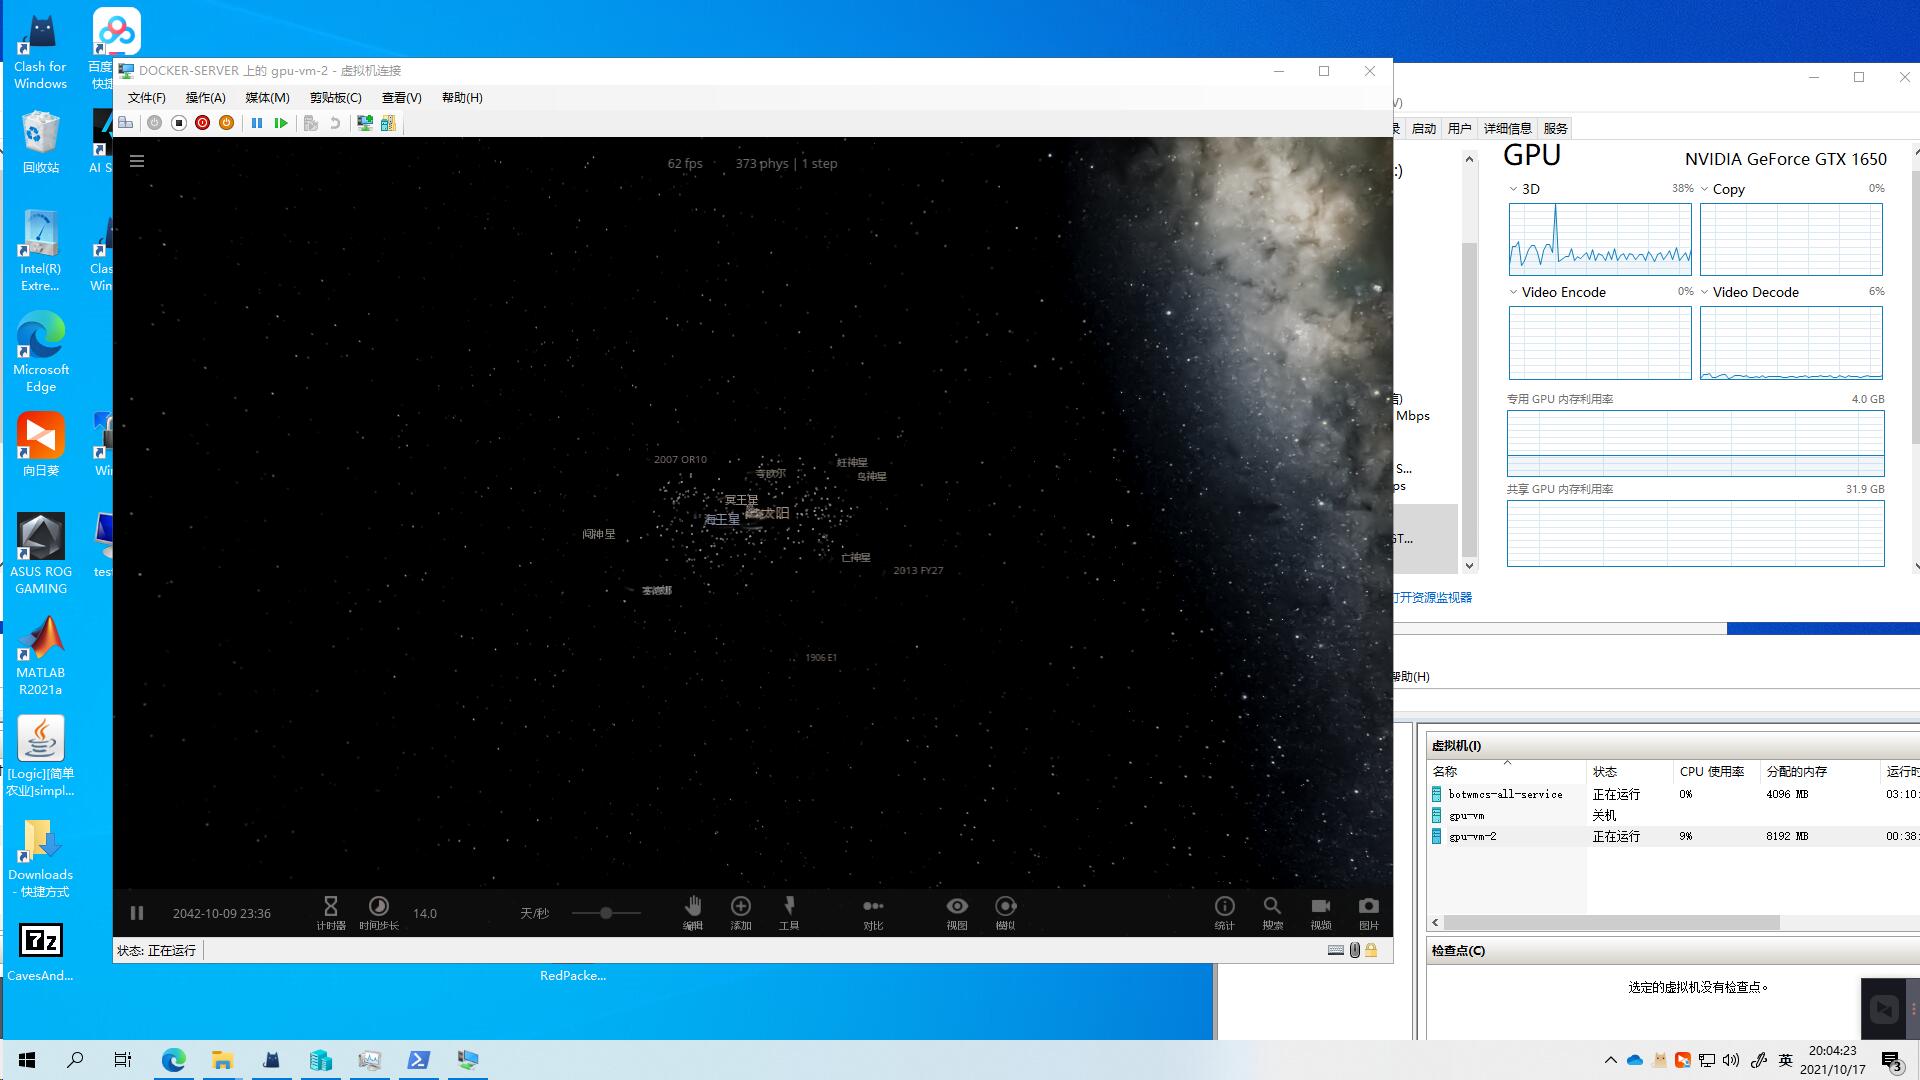 Clash for
Windows
回收站
Intel(R)
Extre...
Microsoft
Edge
向日葵
ASUS ROG
GAMING
MATLAB
R2021a
[Logic][简单
农业]simpl...
Downloads
- 快捷方式
CavesAnd...
百度
快捷
AI S
Clas
Win
Wi
test
RedPacke...
DOCKER-SERVER 上的 gpu-vm-2 - 虚拟机连接
文件(F) 操作(A) 媒体(M) 剪贴板(C) 查看(V) 帮助(H)
62 fps · 373 phys | 1 step
2007 OR10
妊神星
鸟神星
冥王星
海王星
太阳
阋神星
亡神星
2013 FY27
塞德娜
1906 E1
2042-10-09 23:36
计时器
时间步长
14.0
天/秒
编辑
添加
工具
对比
视图
模拟
统计
搜索
视频
图片
状态: 正在运行
V)
启动 用户 详细信息 服务
:)
Mbps
S...
ps
GT...
GPU
NVIDIA GeForce GTX 1650
3D 38%
Copy 0%
Video Encode 0%
Video Decode 6%
专用 GPU 内存利用率 4.0 GB
共享 GPU 内存利用率 31.9 GB
打开资源监视器
帮助(H)
虚拟机(I)
名称 状态 CPU 使用率 分配的内存 运行时
botwmcs-all-service 正在运行 0% 4096 MB 03:10:
gpu-vm 关机
gpu-vm-2 正在运行 9% 8192 MB 00:38:
检查点(C)
选定的虚拟机没有检查点。
英
20:04:23
2021/10/17
3